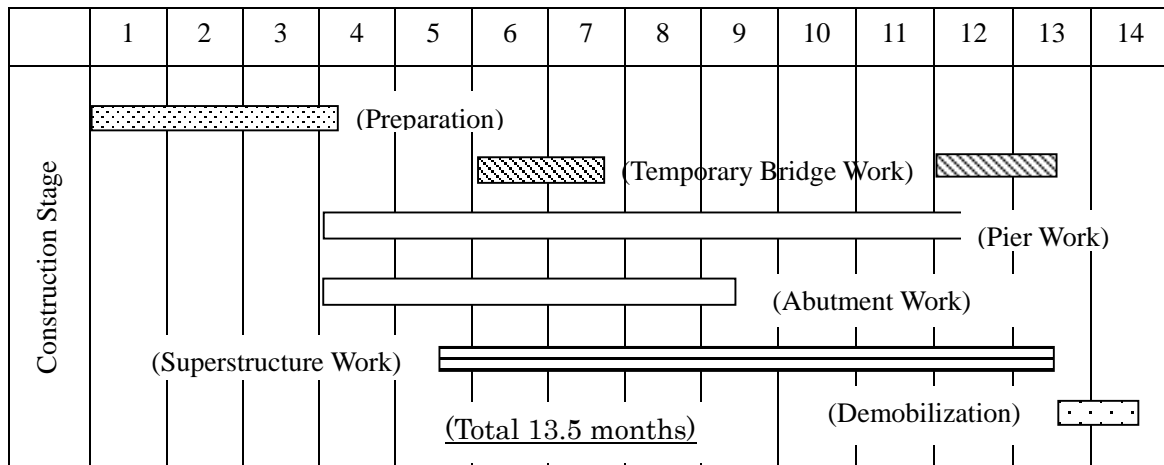 1 2 3 4 5 6 7 8 9 10 11 12 13 14
Construction Stage
(Preparation)
(Temporary Bridge Work)
(Pier Work)
(Abutment Work)
(Superstructure Work)
(Demobilization)
(Total 13.5 months)